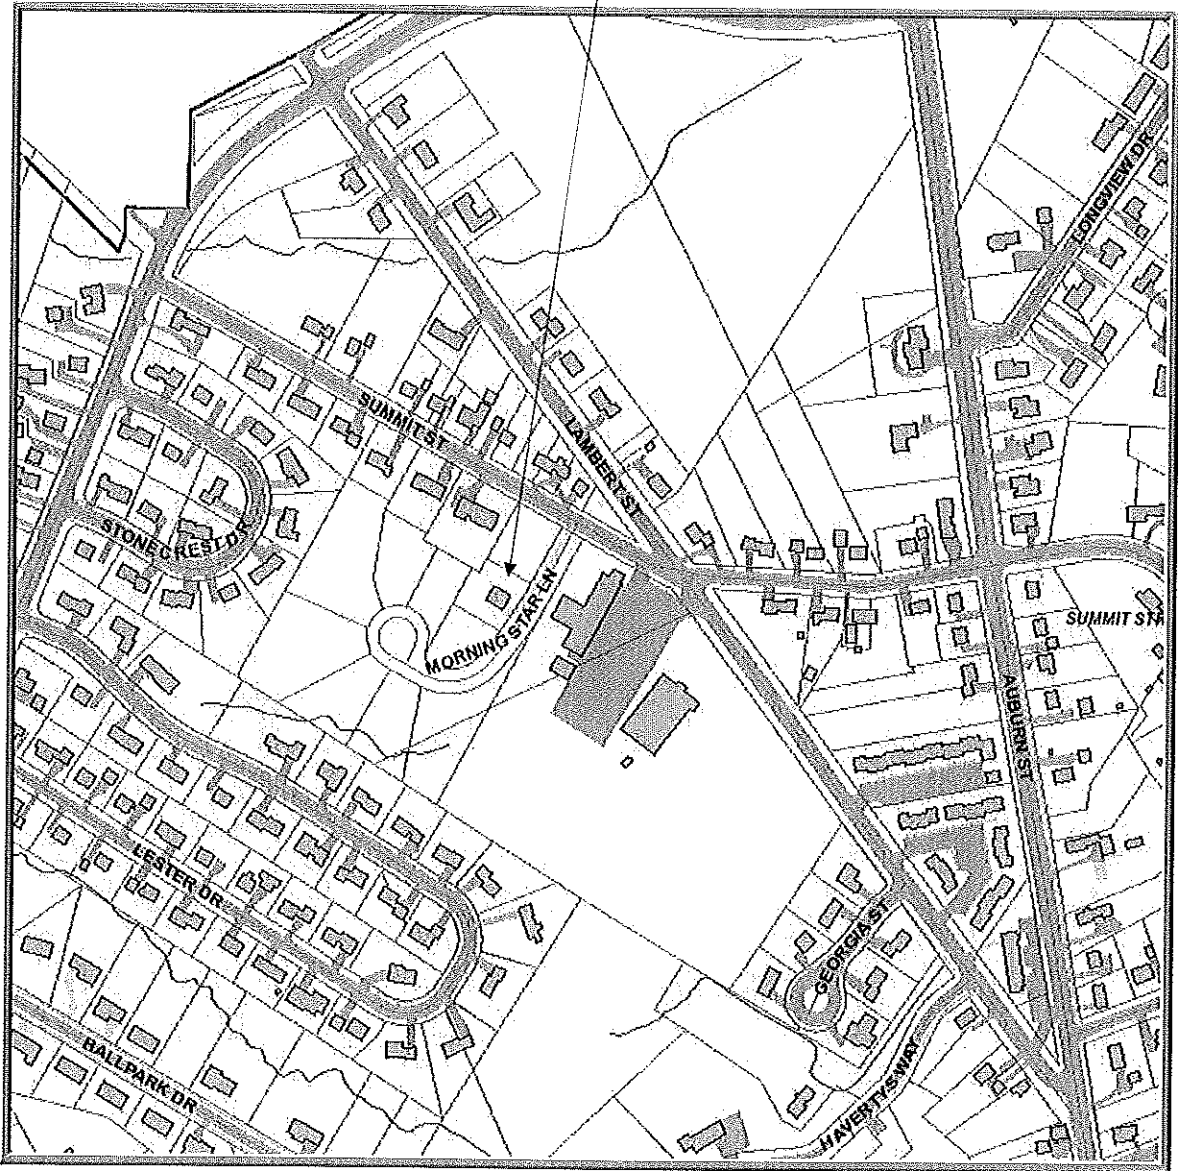 LONGVIEW DR
SUMMIT ST
LAMBERT ST
STONECREST DR
MORNING STAR LN
SUMMIT STR
AUBURN ST
LESTER DR
GEORGIA ST
BALLPARK DR
HAVERTYS WAY